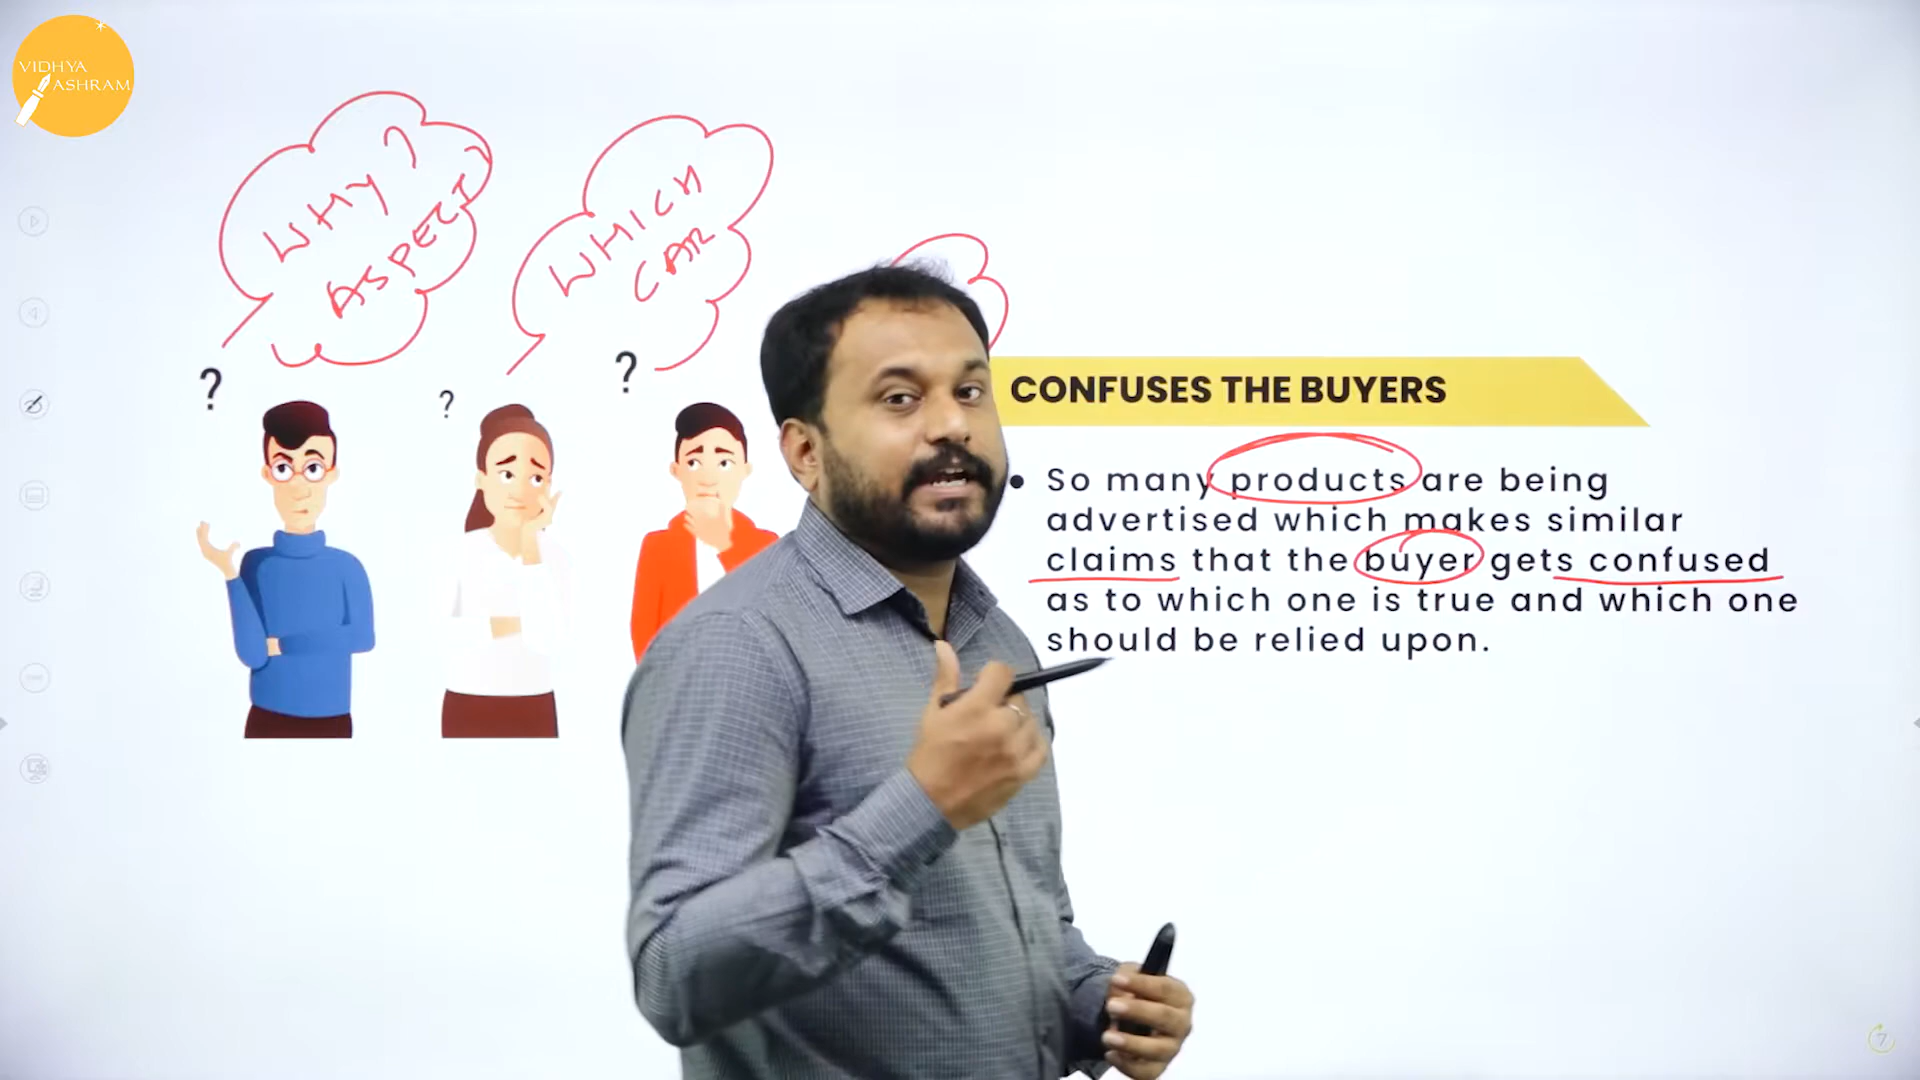 VIDHYA
ASHRAM
WHY ?
ASPECT ?
WHICH
CAR
?
?
?
CONFUSES THE BUYERS
• So many products are being
advertised which makes similar
claims that the buyer gets confused
as to which one is true and which one
should be relied upon.
7